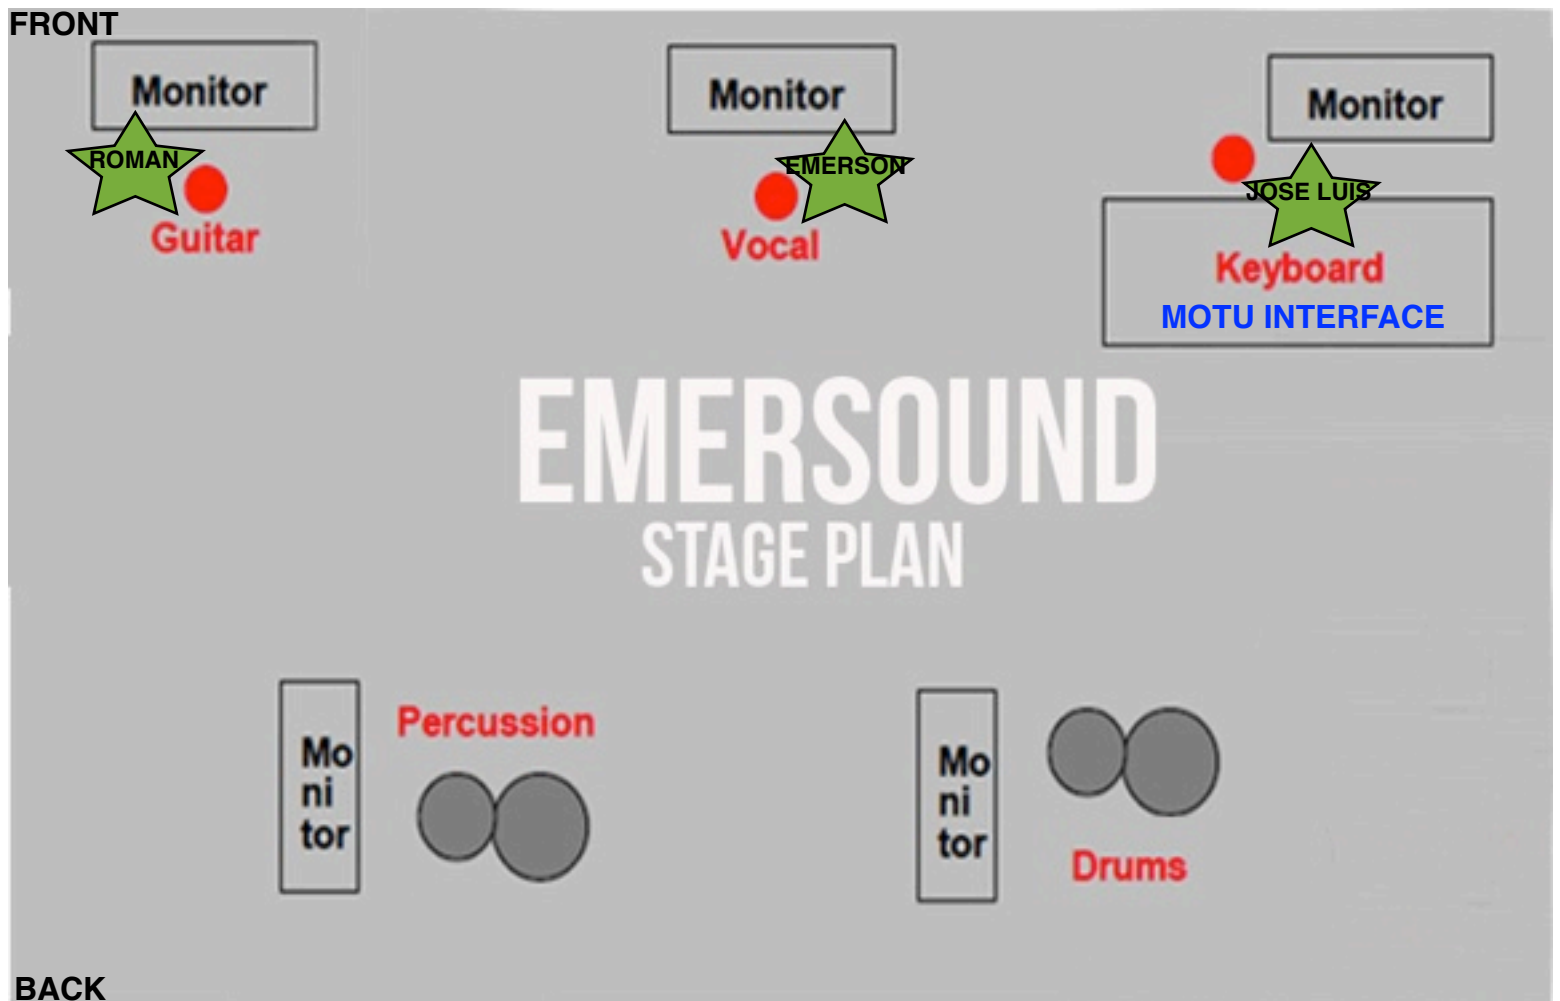 FRONT
Monitor
Monitor
Monitor
ROMAN
EMERSON
JOSE LUIS
Guitar
Vocal
Keyboard
MOTU INTERFACE
EMERSOUND
STAGE PLAN
Percussion
Mo
ni
tor
Mo
ni
tor
Drums
BACK